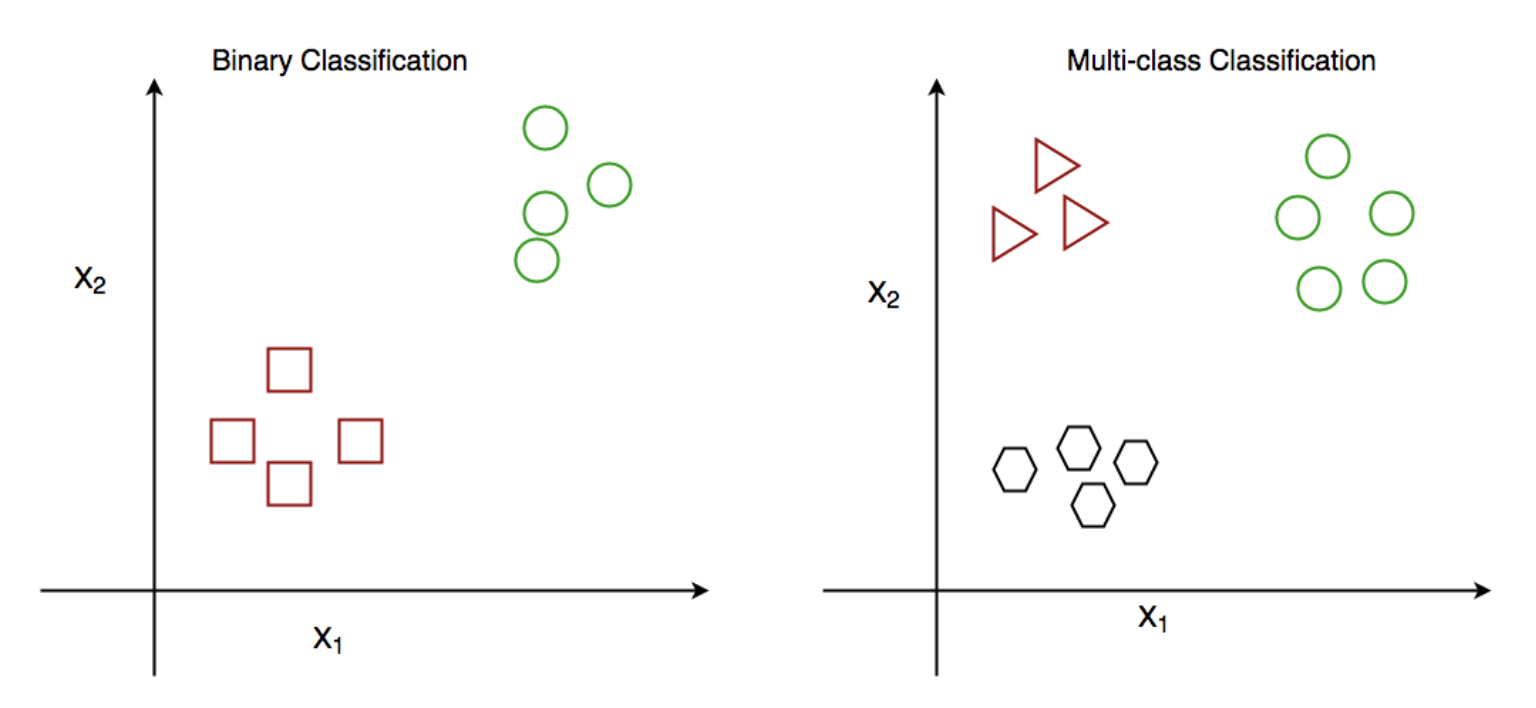 Binary Classification
X₂
X₁
Multi-class Classification
X₂
X₁